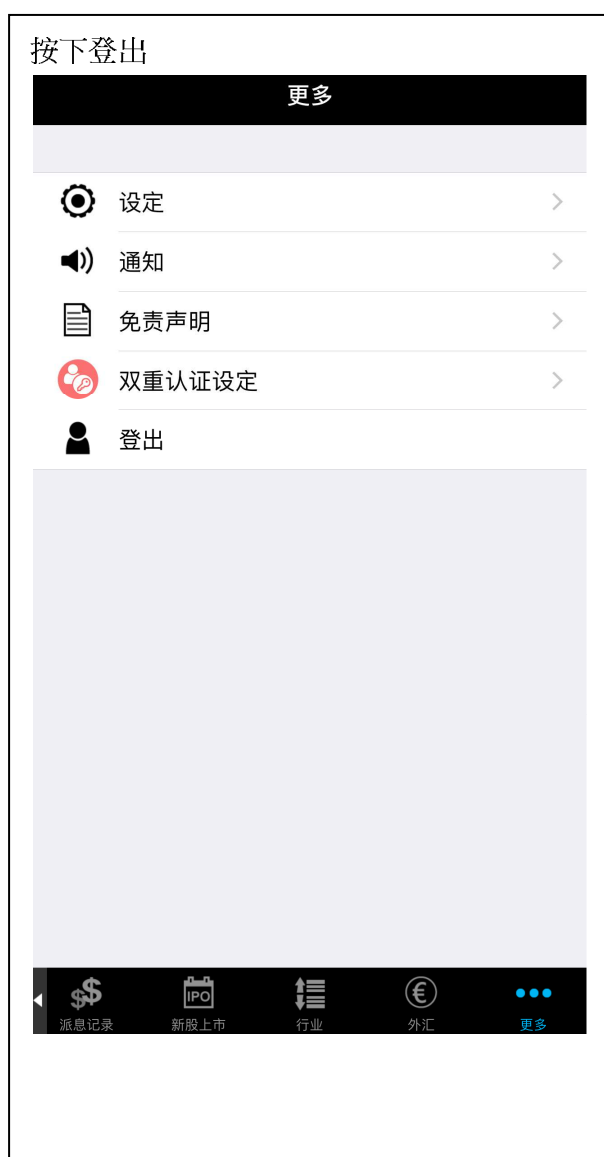 按下登出
更多
设定
通知
免责声明
双重认证设定
登出
$$ IPO €
派息记录 新股上市 行业 外汇 更多